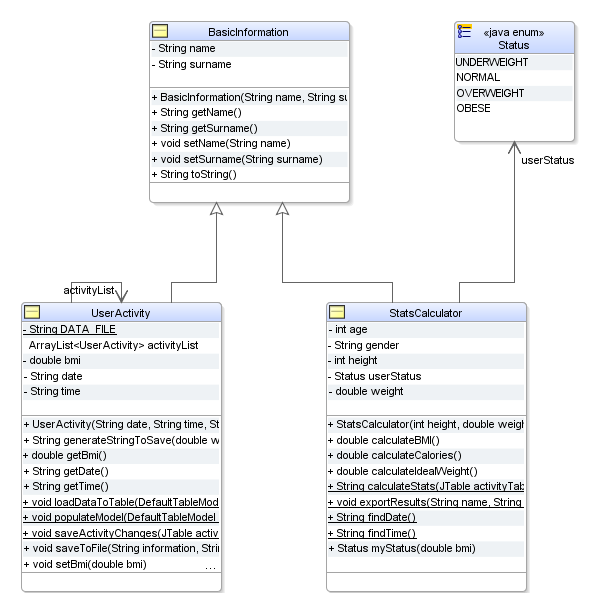 BasicInformation
- String name
- String surname
+ BasicInformation(String name, String su
+ String getName()
+ String getSurname()
+ void setName(String name)
+ void setSurname(String surname)
+ String toString()
«java enum»
Status
UNDERWEIGHT
NORMAL
OVERWEIGHT
OBESE
userStatus
activityList
UserActivity
- String DATA_FILE
ArrayList<UserActivity> activityList
- double bmi
- String date
- String time
+ UserActivity(String date, String time, St
+ String generateStringToSave(double w
+ double getBmi()
+ String getDate()
+ String getTime()
+ void loadDataToTable(DefaultTableMod
+ void populateModel(DefaultTableModel
+ void saveActivityChanges(JTable activ
+ void saveToFile(String information, Stri
+ void setBmi(double bmi) ...
StatsCalculator
- int age
- String gender
- int height
- Status userStatus
- double weight
+ StatsCalculator(int height, double weigh
+ double calculateBMI()
+ double calculateCalories()
+ double calculateIdealWeight()
+ String calculateStats(JTable activityTab
+ void exportResults(String name, String
+ String findDate()
+ String findTime()
+ Status myStatus(double bmi)